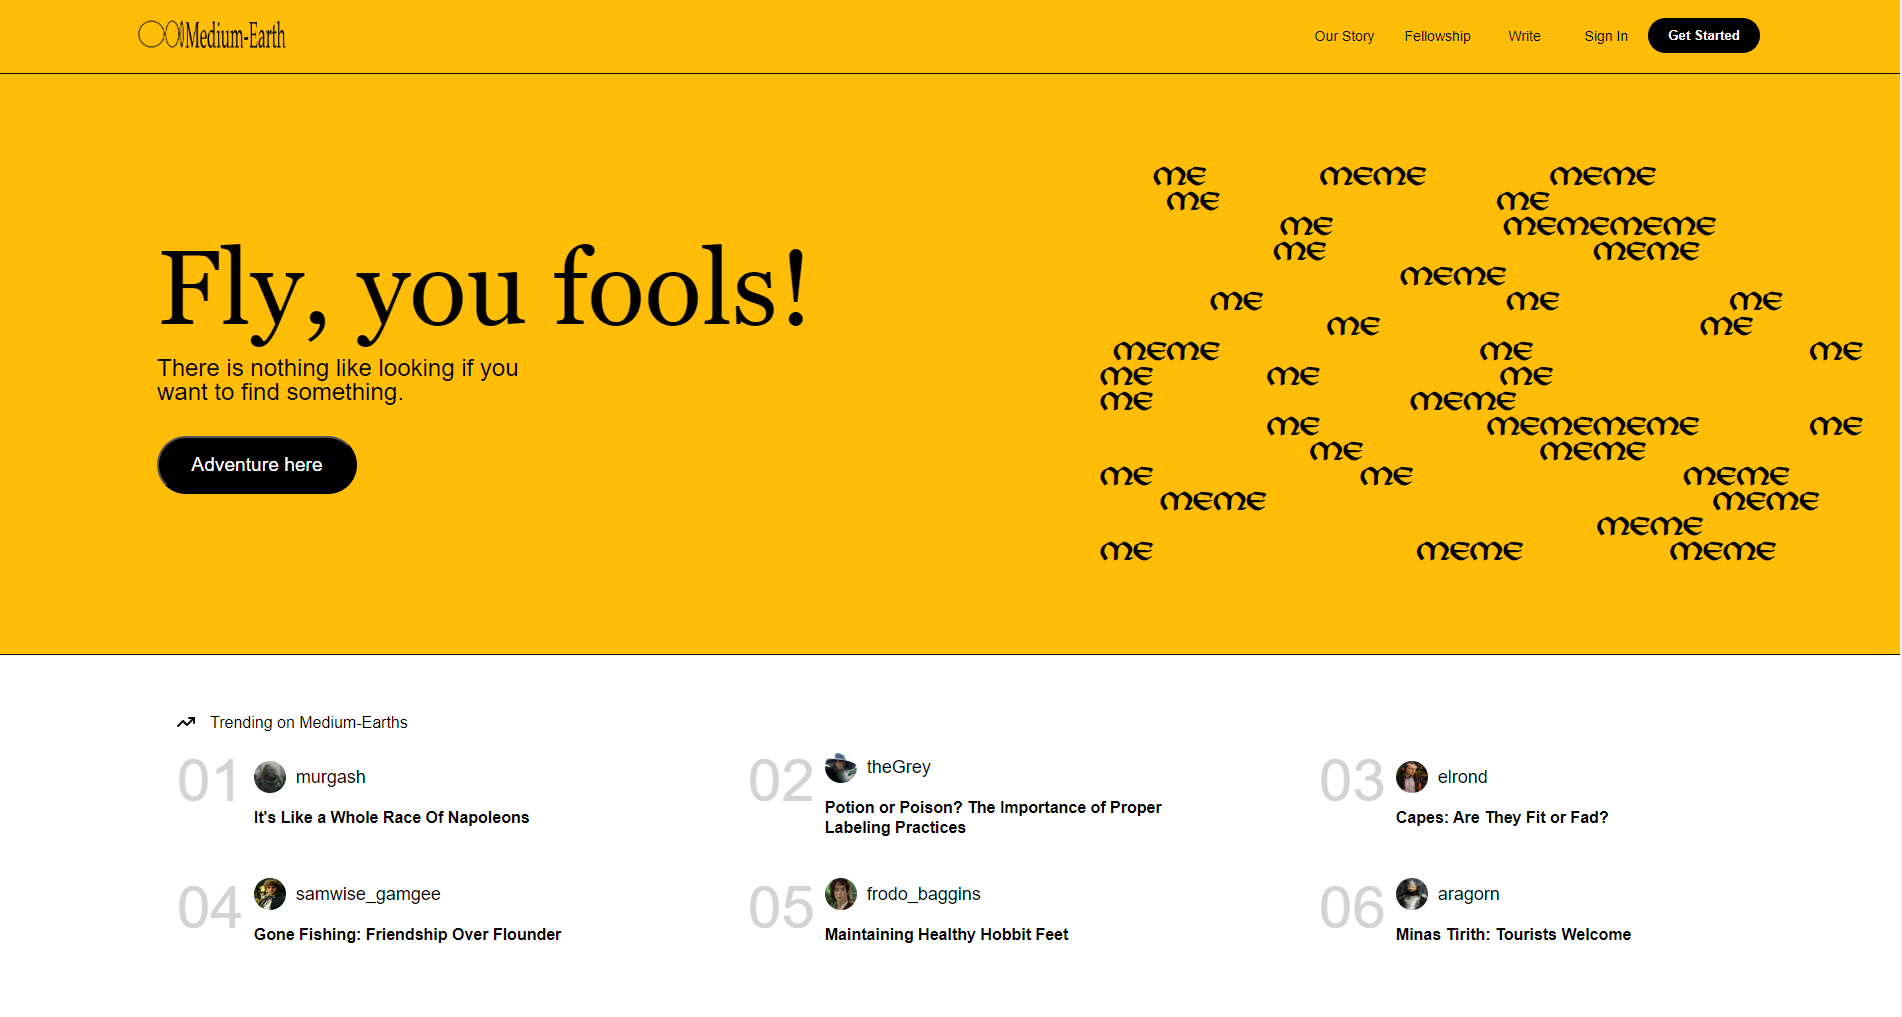 Medium-Earth
Our Story Fellowship Write Sign In Get Started
Fly, you fools!
There is nothing like looking if you
want to find something.
Adventure here
ME MEME MEME
ME ME
ME MEMEMEME
ME MEME
MEME
ME ME ME
ME ME
MEME ME ME
ME ME ME
ME MEME
ME MEMEMEME ME
ME MEME
ME ME MEME
MEME MEME
MEME
ME MEME MEME
Trending on Medium-Earths
01 murgash
It's Like a Whole Race Of Napoleons
02 theGrey
Potion or Poison? The Importance of Proper
Labeling Practices
03 elrond
Capes: Are They Fit or Fad?
04 samwise_gamgee
Gone Fishing: Friendship Over Flounder
05 frodo_baggins
Maintaining Healthy Hobbit Feet
06 aragorn
Minas Tirith: Tourists Welcome